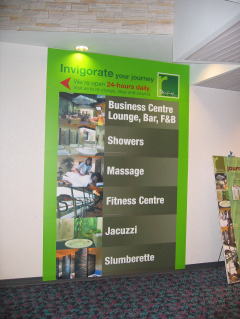 Invigorate your journey
We're open 24-hours daily.
Business Centre
Lounge, Bar, F&B
Showers
Massage
Fitness Centre
Jacuzzi
Slumberette